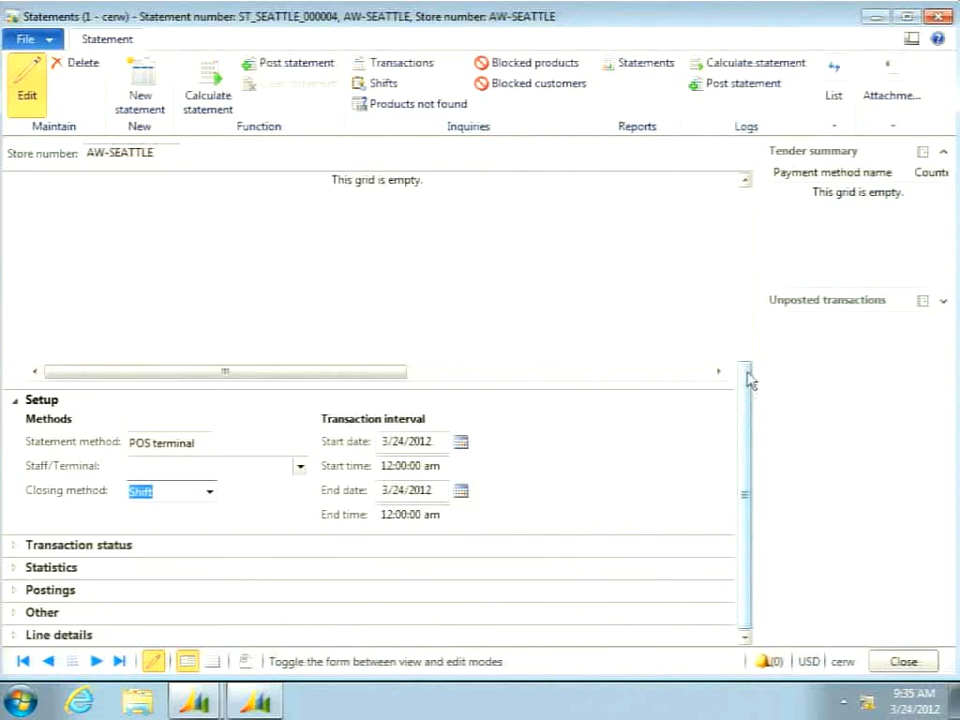 Statements (1 - cerw) - Statement number: ST_SEATTLE_000004, AW-SEATTLE, Store number: AW-SEATTLE
File
Statement
Edit
Delete
Maintain
New statement
New
Calculate statement
Post statement
Function
Transactions
Shifts
Products not found
Blocked products
Blocked customers
Inquiries
Statements
Reports
Calculate statement
Post statement
Logs
List
Attachme...
Store number: AW-SEATTLE
This grid is empty.
Tender summary
Payment method name Counte
This grid is empty.
Unposted transactions
Setup
Methods
Statement method: POS terminal
Staff/Terminal:
Closing method: Shift
Transaction interval
Start date: 3/24/2012
Start time: 12:00:00 am
End date: 3/24/2012
End time: 12:00:00 am
Transaction status
Statistics
Postings
Other
Line details
Toggle the form between view and edit modes
(0) USD cerw Close
9:35 AM
3/24/2012